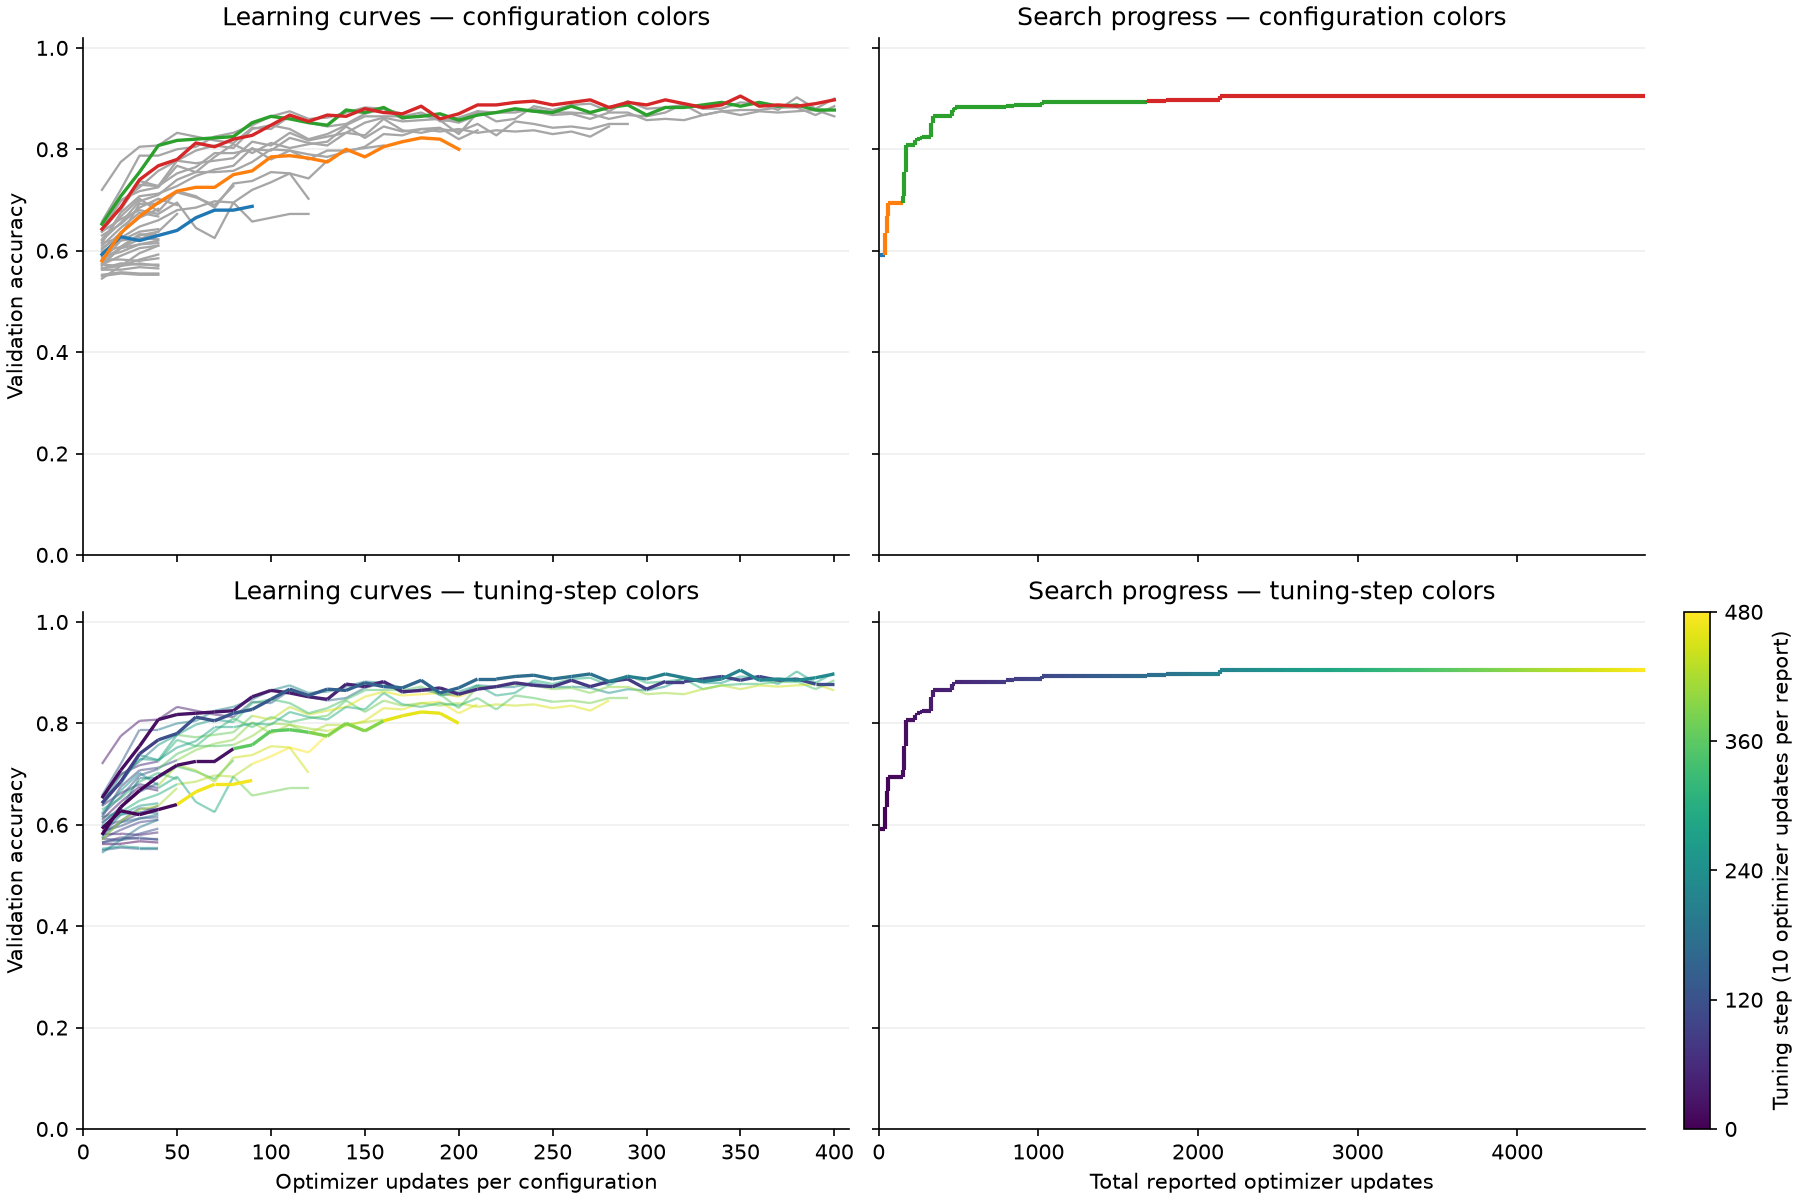 Learning curves — configuration colors
Search progress — configuration colors
Validation accuracy
1.0
0.8
0.6
0.4
0.2
0.0
Learning curves — tuning-step colors
Search progress — tuning-step colors
Validation accuracy
1.0
0.8
0.6
0.4
0.2
0.0
0 50 100 150 200 250 300 350 400
Optimizer updates per configuration
0 1000 2000 3000 4000
Total reported optimizer updates
480
360
240
120
0
Tuning step (10 optimizer updates per report)